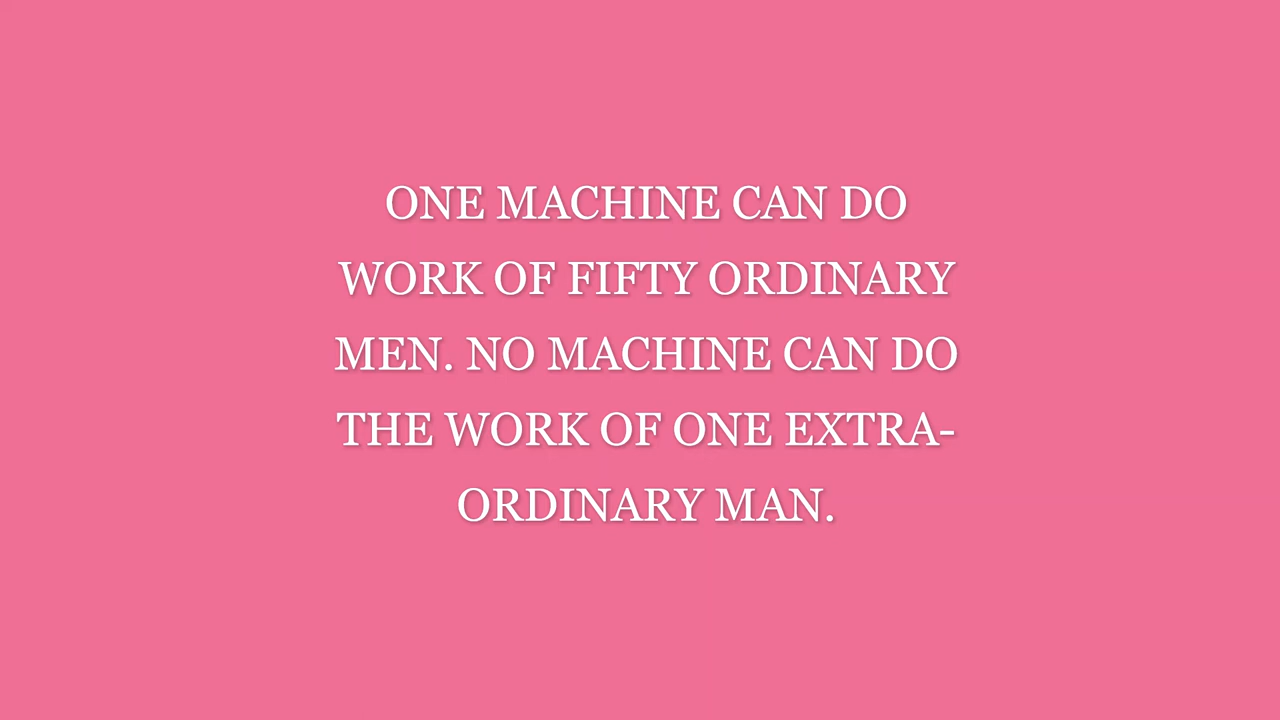 ONE MACHINE CAN DO
WORK OF FIFTY ORDINARY
MEN. NO MACHINE CAN DO
THE WORK OF ONE EXTRA-
ORDINARY MAN.